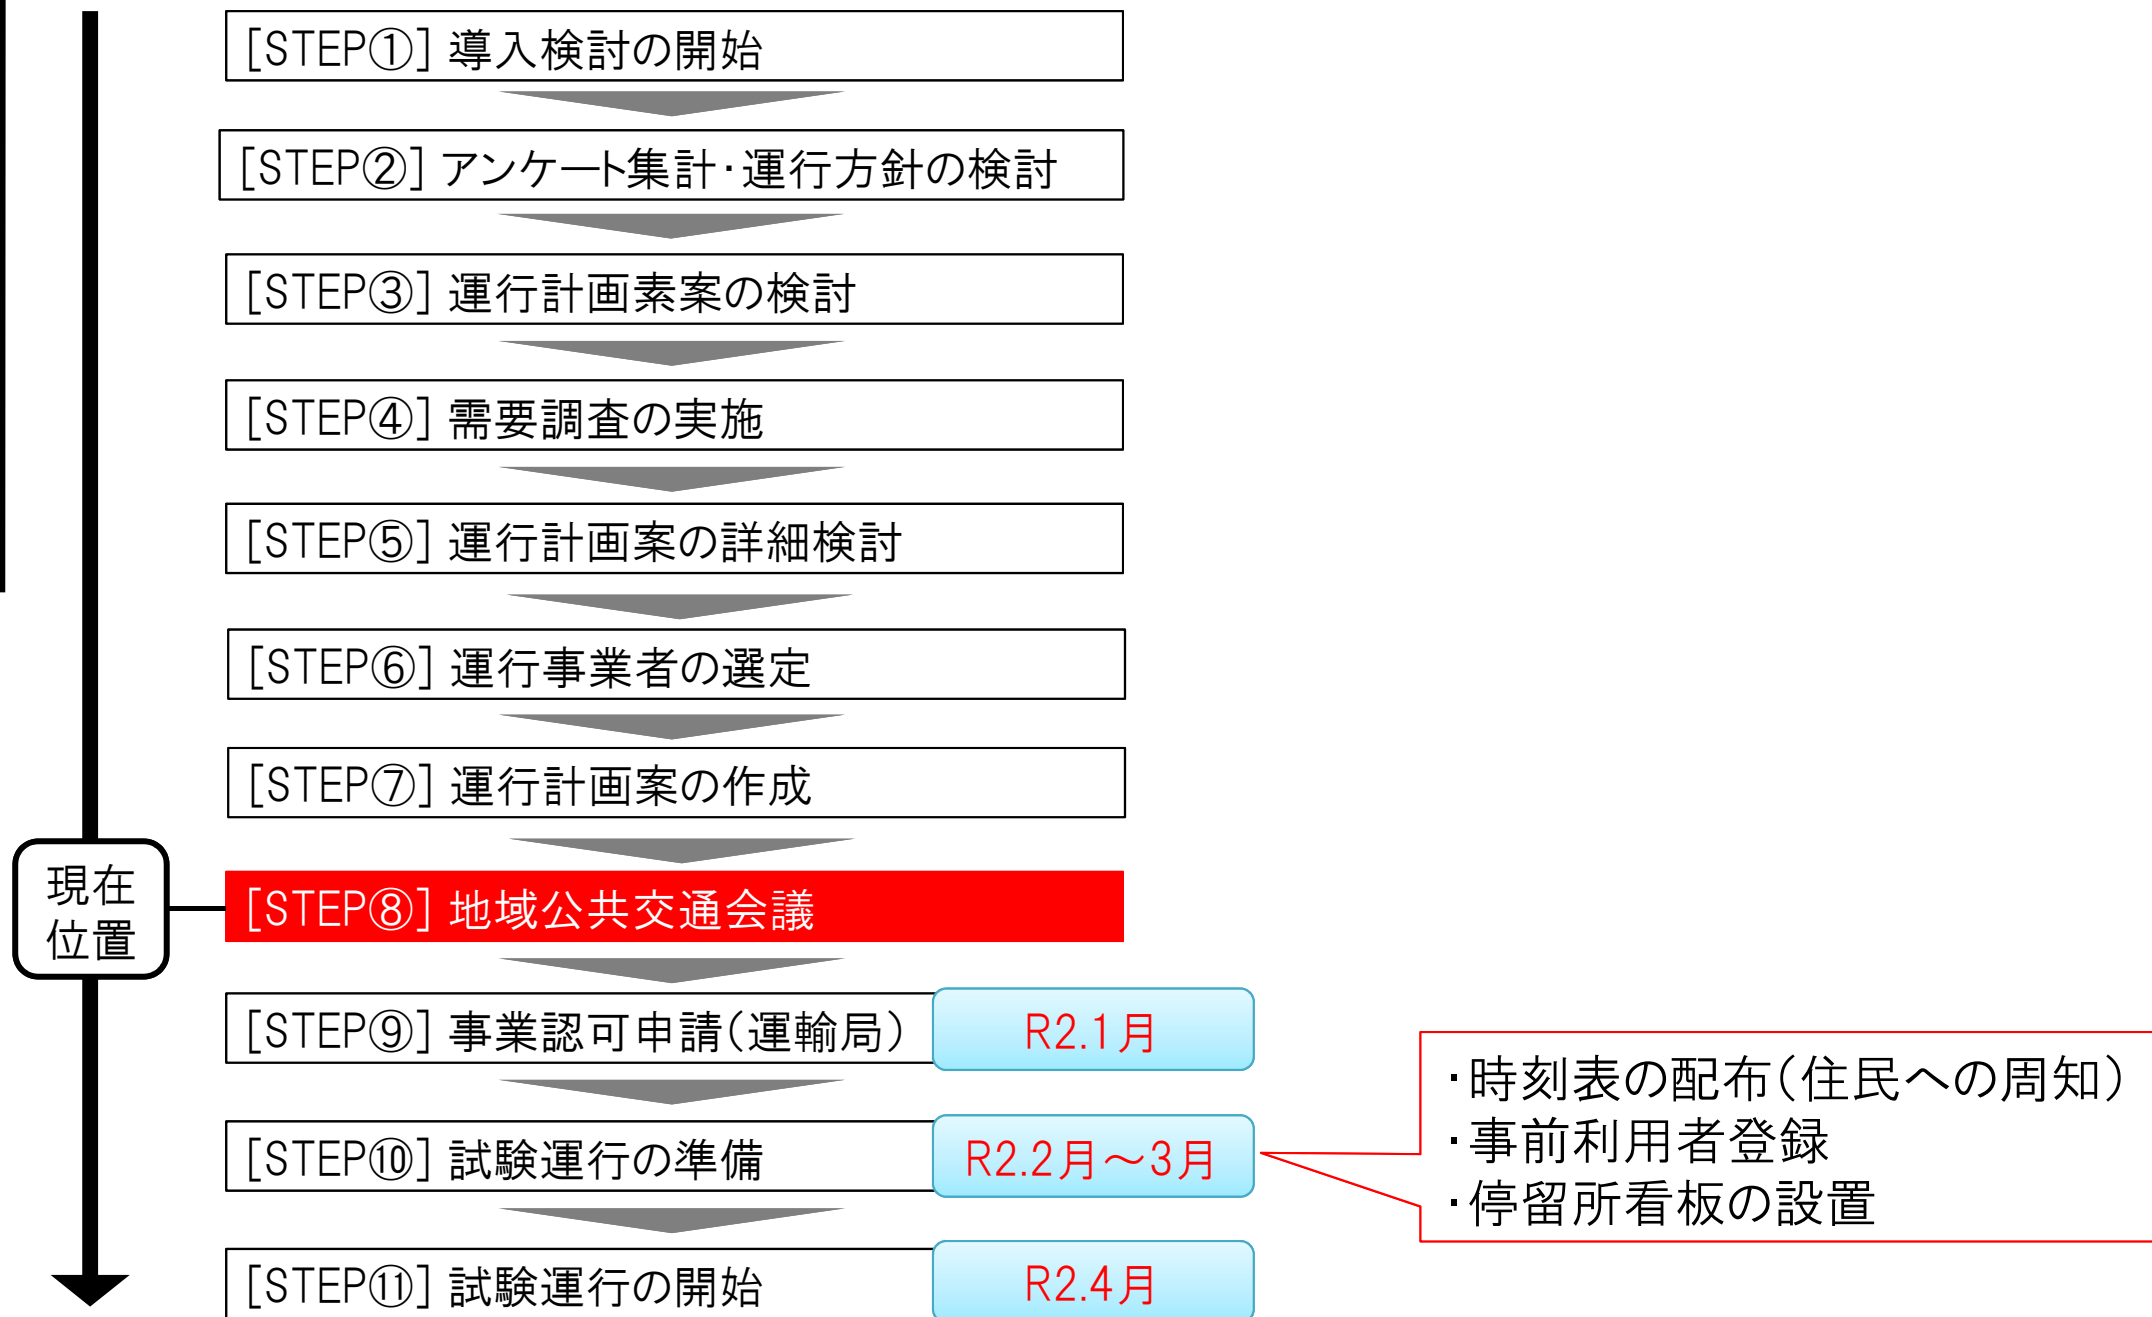 [STEP①] 導入検討の開始
[STEP②] アンケート集計・運行方針の検討
[STEP③] 運行計画素案の検討
[STEP④] 需要調査の実施
[STEP⑤] 運行計画案の詳細検討
[STEP⑥] 運行事業者の選定
[STEP⑦] 運行計画案の作成
現在
位置
[STEP⑧] 地域公共交通会議
[STEP⑨] 事業認可申請(運輸局)
R2.1月
[STEP⑩] 試験運行の準備
R2.2月～3月
・時刻表の配布(住民への周知)
・事前利用者登録
・停留所看板の設置
[STEP⑪] 試験運行の開始
R2.4月